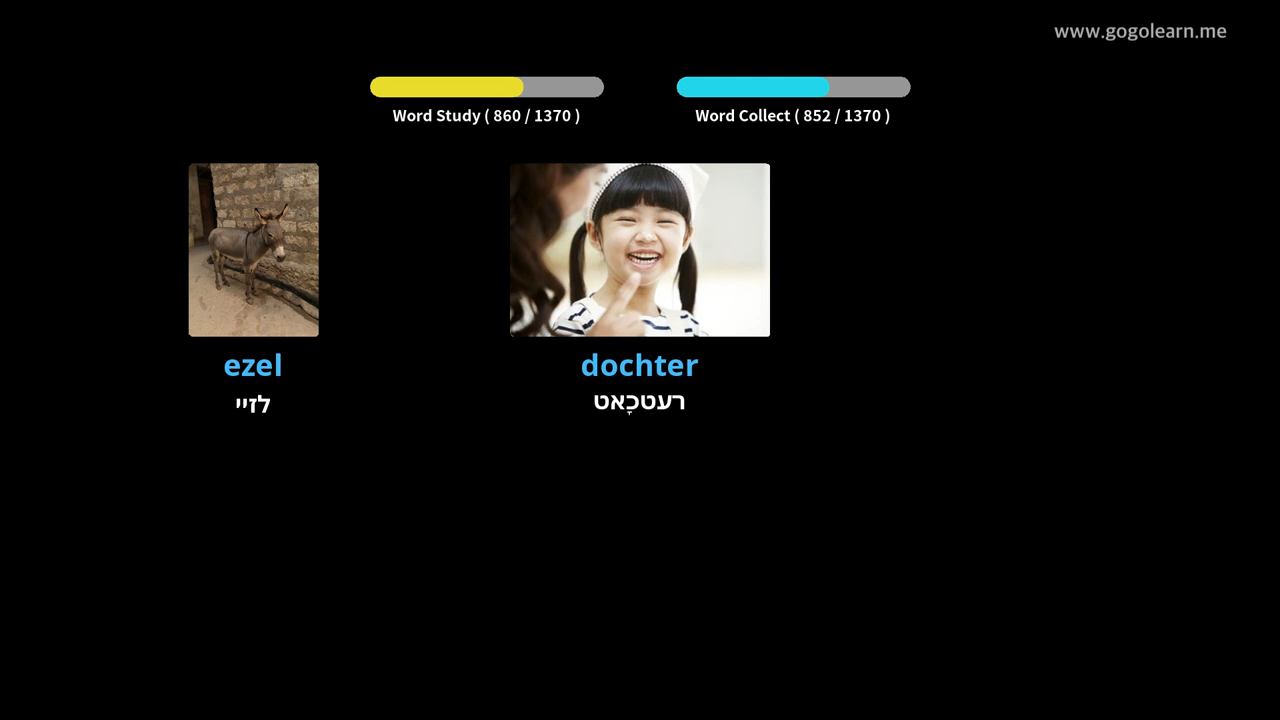 www.gogolearn.me
Word Study ( 860 / 1370 )
Word Collect ( 852 / 1370 )
ezel
לזיי
dochter
רעטכָאט